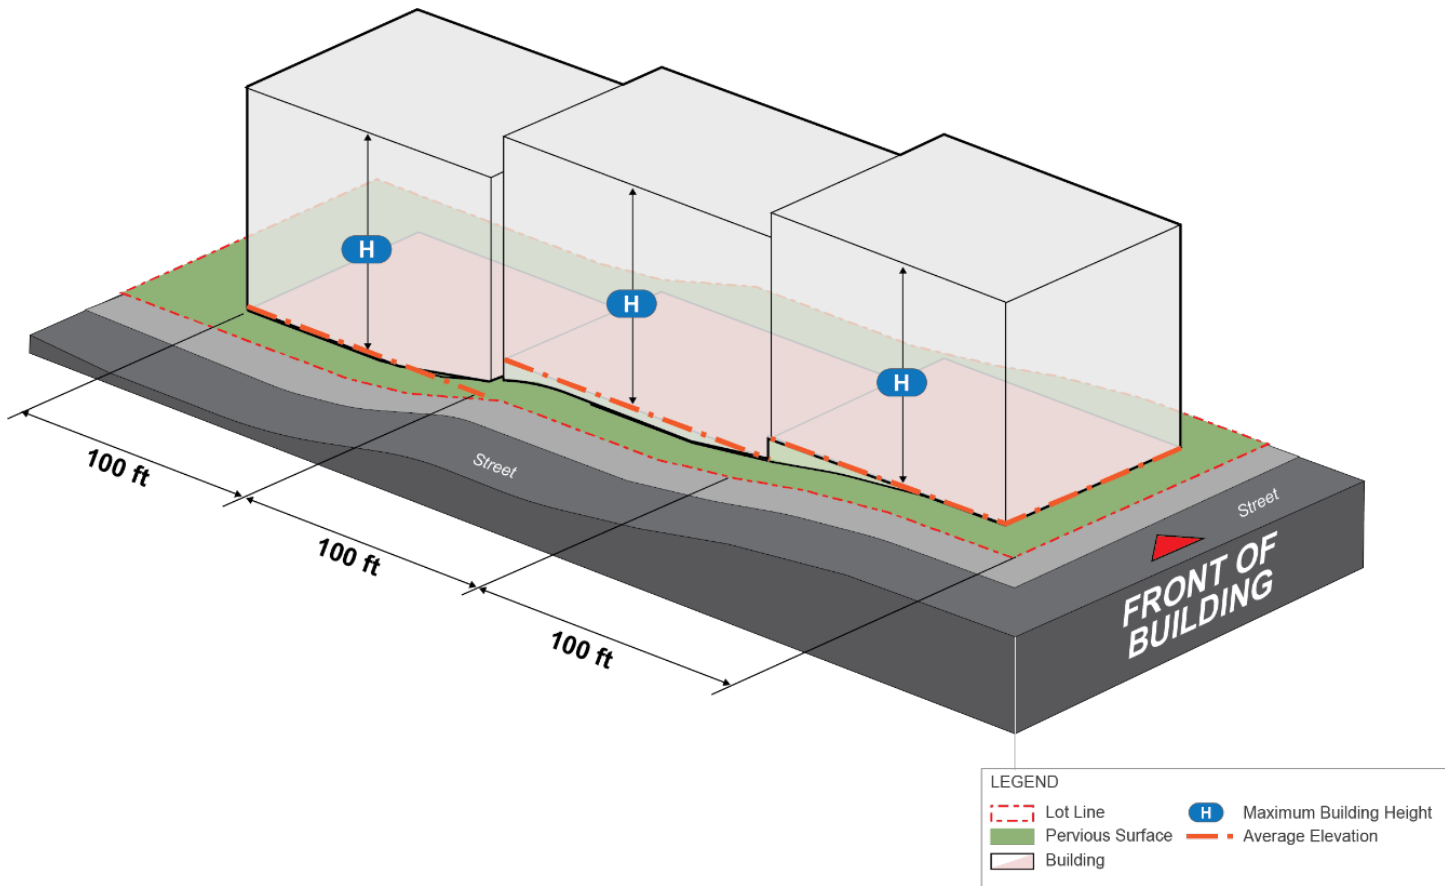 H
H
H
100 ft
100 ft
100 ft
Street
Street
FRONT OF
BUILDING
LEGEND
Lot Line
H Maximum Building Height
Pervious Surface
Average Elevation
Building